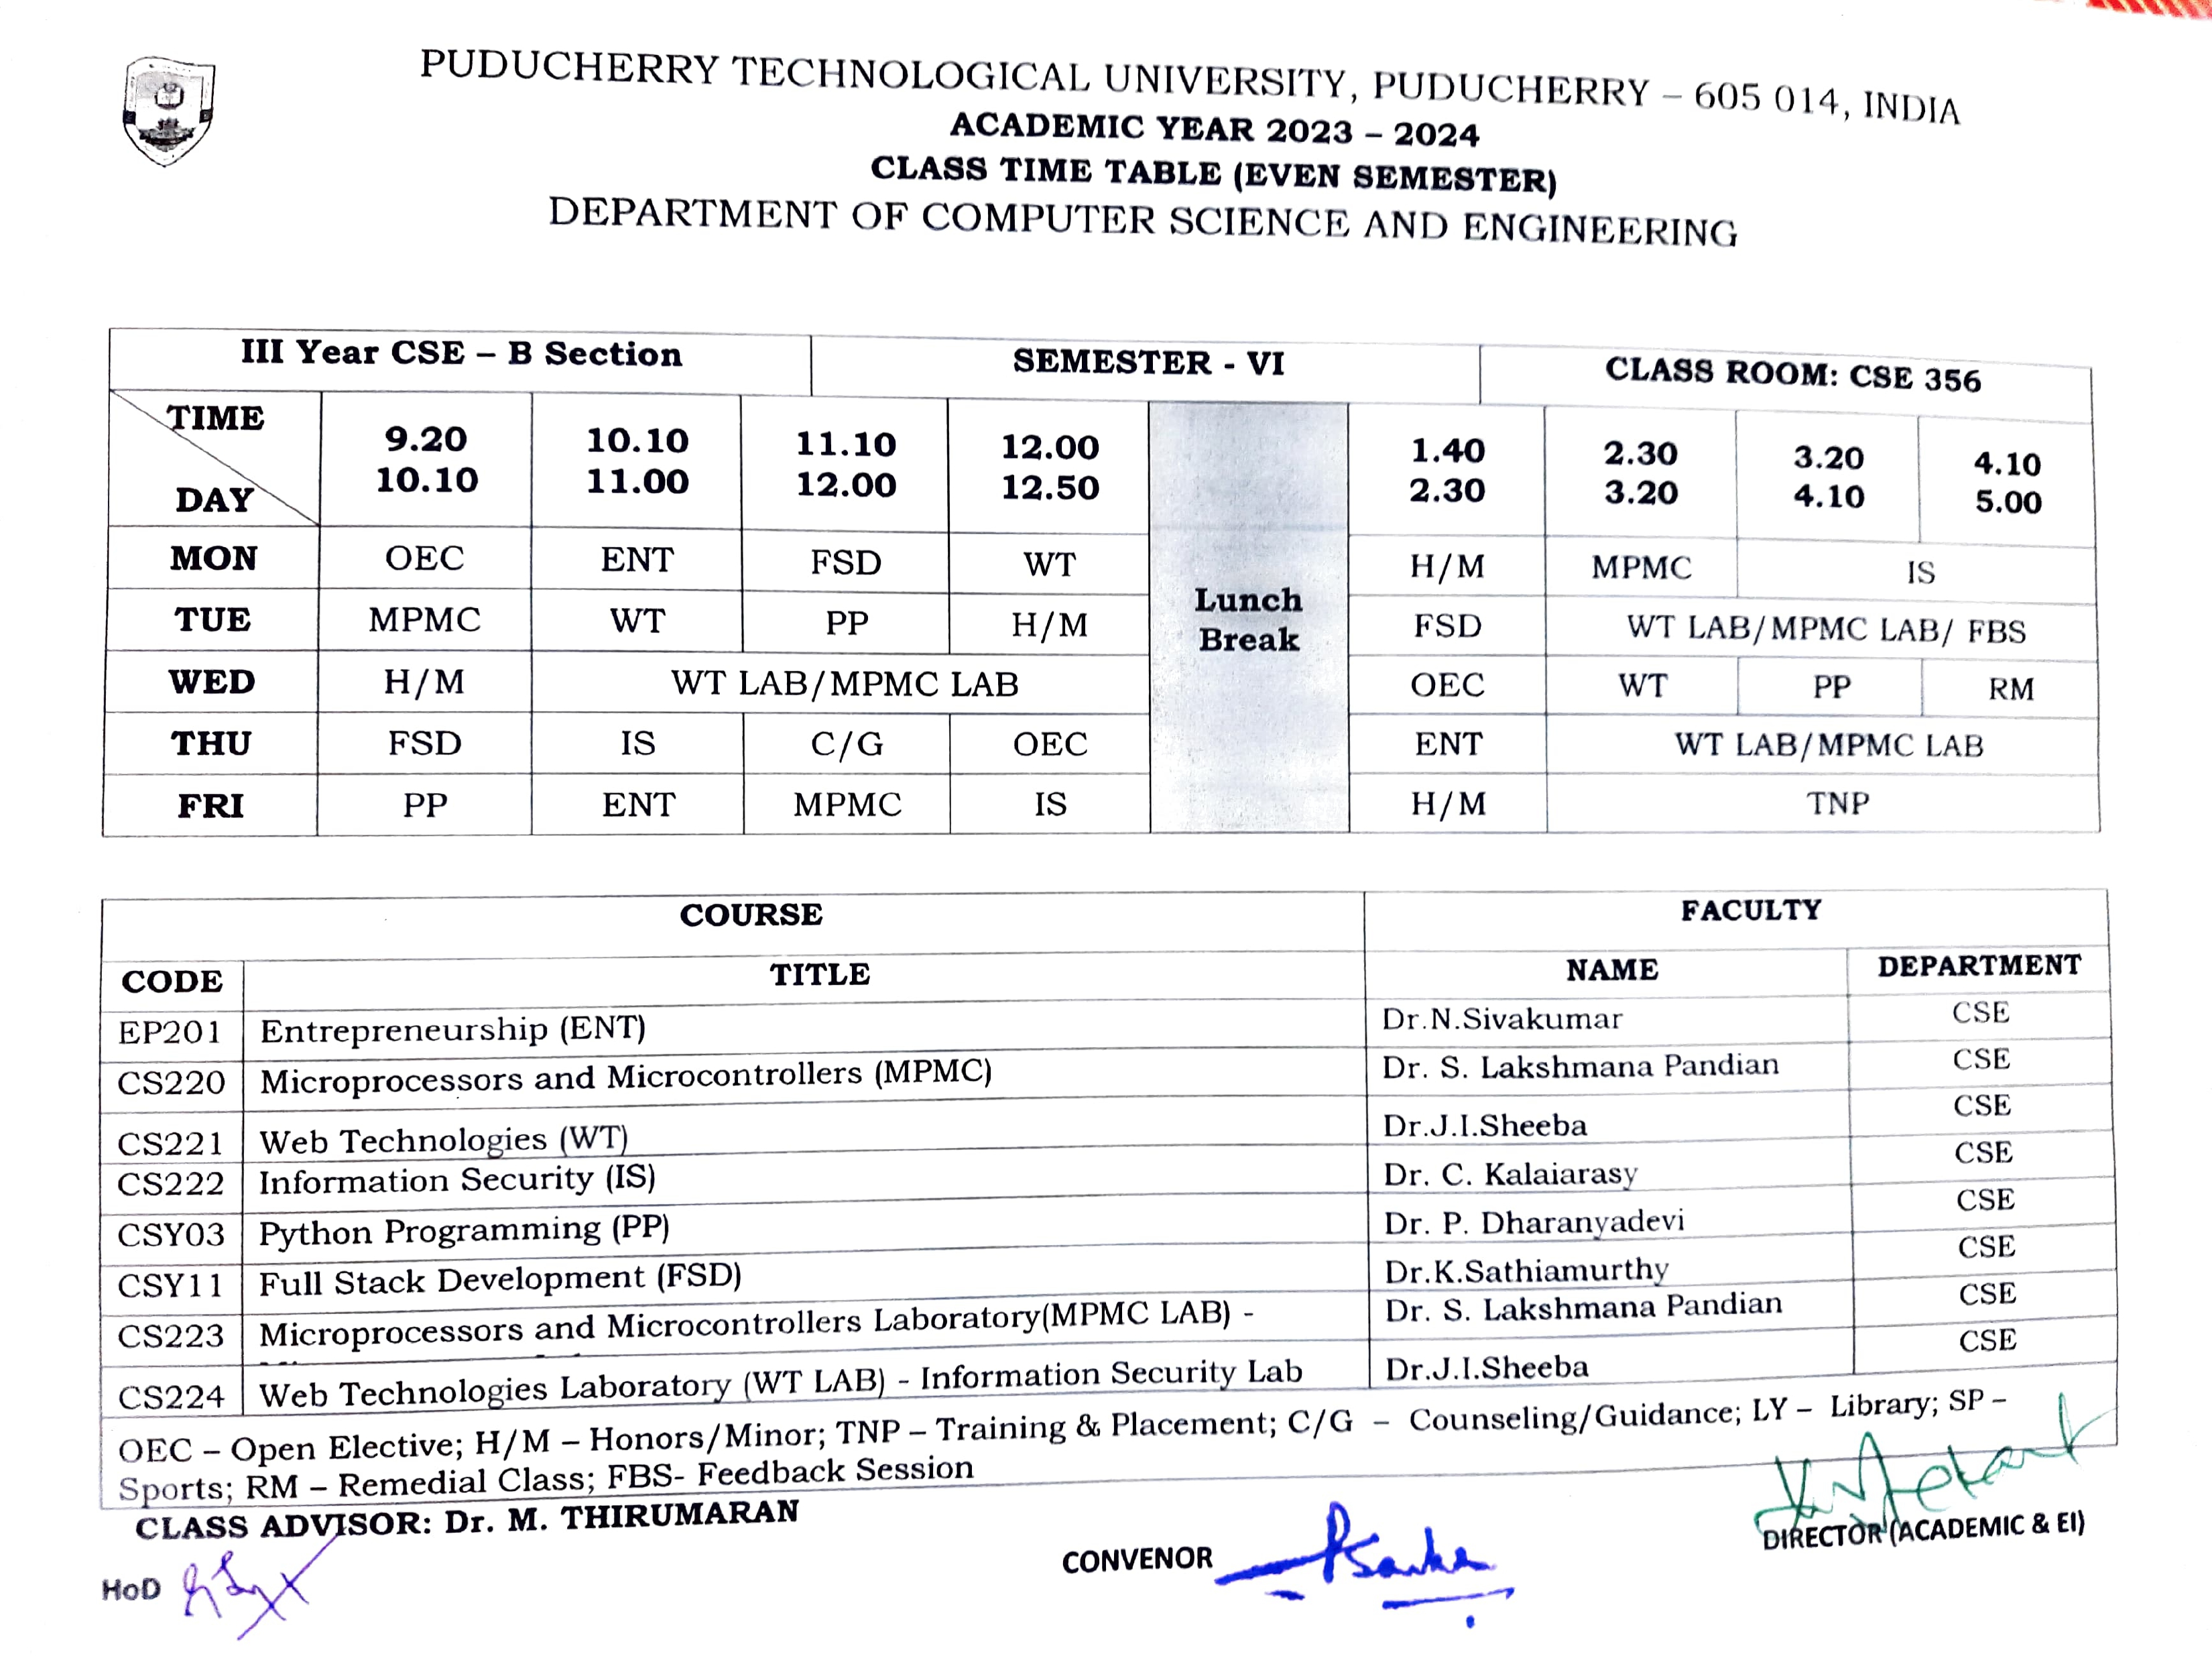 PUDUCHERRY TECHNOLOGICAL UNIVERSITY, PUDUCHERRY – 605 014, INDIA
ACADEMIC YEAR 2023 – 2024
CLASS TIME TABLE (EVEN SEMESTER)
DEPARTMENT OF COMPUTER SCIENCE AND ENGINEERING
III Year CSE – B Section SEMESTER - VI CLASS ROOM: CSE 356
TIME DAY 9.20 10.10 10.10 11.00 11.10 12.00 12.00 12.50 1.40 2.30 2.30 3.20 3.20 4.10 4.10 5.00
Lunch Break
MON OEC ENT FSD WT H/M MPMC IS
TUE MPMC WT PP H/M FSD WT LAB/MPMC LAB/ FBS
WED H/M WT LAB/MPMC LAB OEC WT PP RM
THU FSD IS C/G OEC ENT WT LAB/MPMC LAB
FRI PP ENT MPMC IS H/M TNP
COURSE FACULTY
CODE TITLE NAME DEPARTMENT
EP201 Entrepreneurship (ENT) Dr.N.Sivakumar CSE
CS220 Microprocessors and Microcontrollers (MPMC) Dr. S. Lakshmana Pandian CSE
CS221 Web Technologies (WT) Dr.J.I.Sheeba CSE
CS222 Information Security (IS) Dr. C. Kalaiarasy CSE
CSY03 Python Programming (PP) Dr. P. Dharanyadevi CSE
CSY11 Full Stack Development (FSD) Dr.K.Sathiamurthy CSE
CS223 Microprocessors and Microcontrollers Laboratory(MPMC LAB) - Dr. S. Lakshmana Pandian CSE
CS224 Web Technologies Laboratory (WT LAB) - Information Security Lab Dr.J.I.Sheeba CSE
OEC – Open Elective; H/M – Honors/Minor; TNP – Training & Placement; C/G – Counseling/Guidance; LY – Library; SP –
Sports; RM – Remedial Class; FBS- Feedback Session
CLASS ADVISOR: Dr. M. THIRUMARAN
HoD
CONVENOR
DIRECTOR (ACADEMIC & EI)